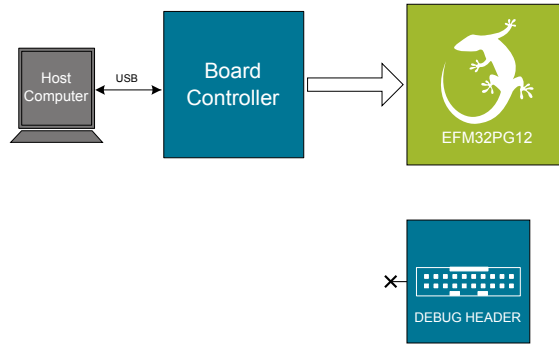 Host
Computer
USB
Board
Controller
EFM32PG12
DEBUG HEADER